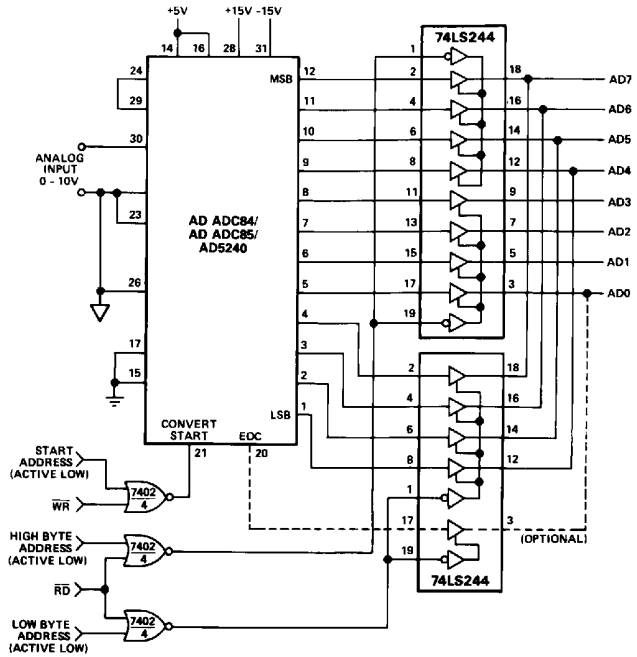 +5V
+15V -15V
14 16 28 31
74LS244
1
24
MSB
12 2 18 AD7
29
11 4 16 AD6
30
10 6 14 AD5
ANALOG
INPUT
0 – 10V
9 8 12 AD4
8 11 9 AD3
23
AD ADC84/
AD ADC85/
AD5240
7 13 7 AD2
6 15 5 AD1
26
5 17 3 AD0
4 19
17
3 2 18
15
2 4 16
1 6 14
LSB
CONVERT
START
EOC
21 20
8 12
START
ADDRESS
(ACTIVE LOW)
7402
4
WR
1
17 3
(OPTIONAL)
HIGH BYTE
ADDRESS
(ACTIVE LOW)
7402
4
19
74LS244
RD
LOW BYTE
ADDRESS
(ACTIVE LOW)
7402
4